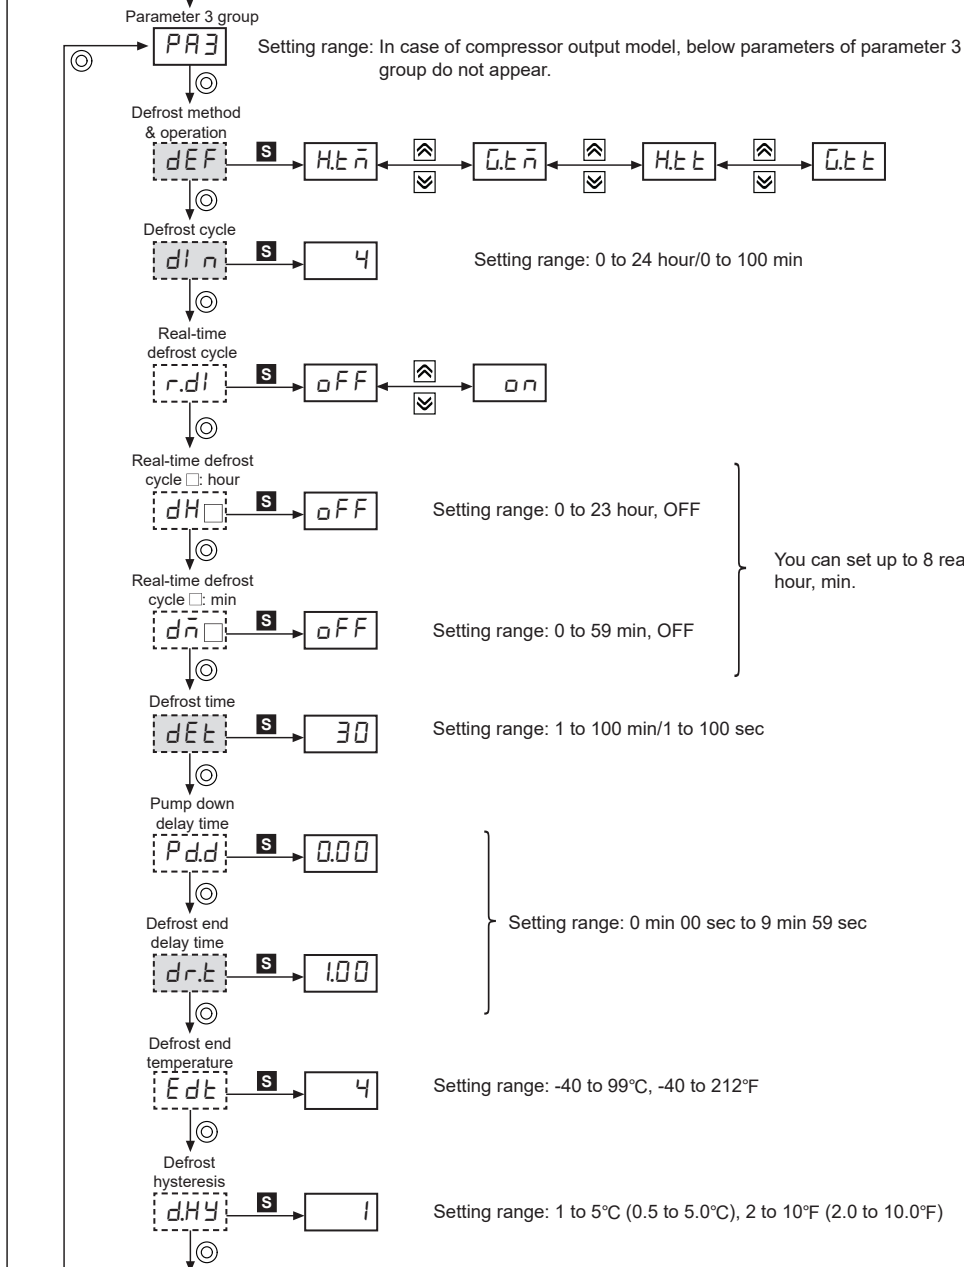 Parameter 3 group
PA3
Setting range: In case of compressor output model, below parameters of parameter 3
group do not appear.
Defrost method
& operation
dEF S H.tm G.tm H.tt G.tt
Defrost cycle
dIn S 4 Setting range: 0 to 24 hour/0 to 100 min
Real-time
defrost cycle
r.dI S oFF on
Real-time defrost
cycle □: hour
dH□ S oFF Setting range: 0 to 23 hour, OFF
You can set up to 8 rea
hour, min.
Real-time defrost
cycle □: min
dm□ S oFF Setting range: 0 to 59 min, OFF
Defrost time
dEt S 30 Setting range: 1 to 100 min/1 to 100 sec
Pump down
delay time
Pd.d S 0.00
Setting range: 0 min 00 sec to 9 min 59 sec
Defrost end
delay time
dr.t S 1.00
Defrost end
temperature
Edt S 4 Setting range: -40 to 99℃, -40 to 212℉
Defrost
hysteresis
d.HY S 1 Setting range: 1 to 5℃ (0.5 to 5.0℃), 2 to 10℉ (2.0 to 10.0℉)